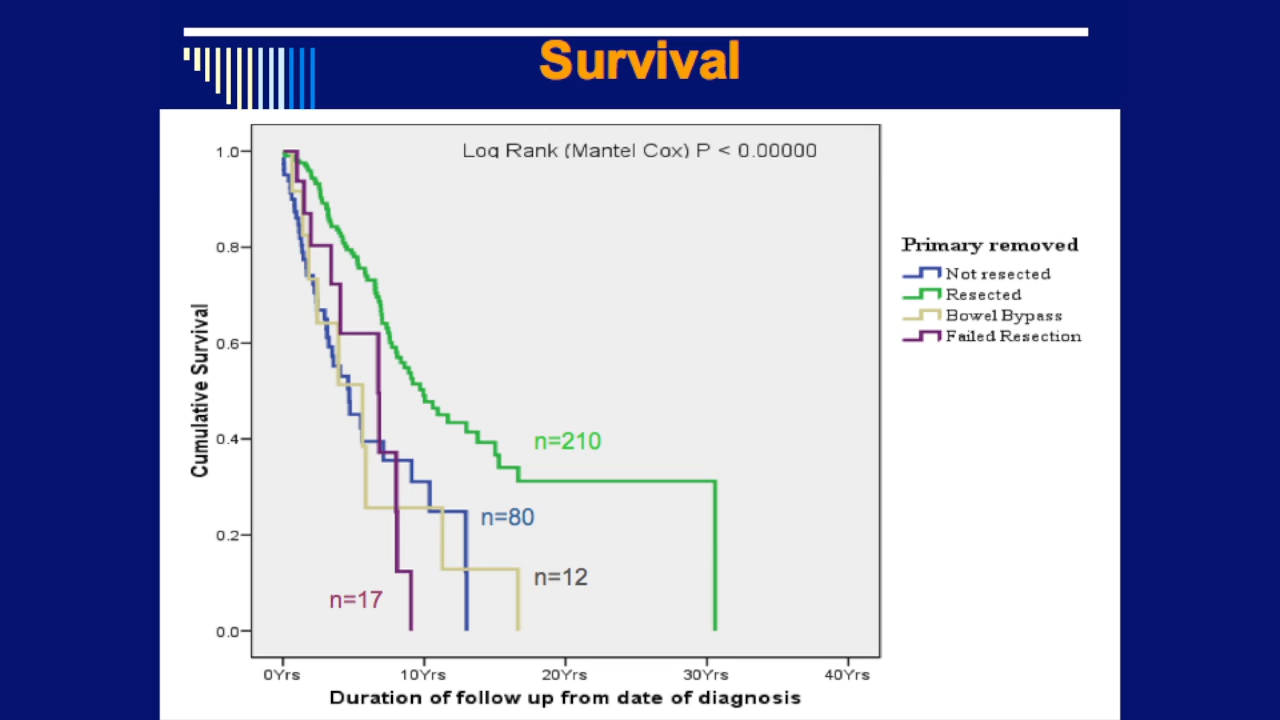 Survival
Log Rank (Mantel Cox) P < 0.00000
1.0
0.8
0.6
0.4
0.2
0.0
Cumulative Survival
n=210
n=80
n=12
n=17
0Yrs 10Yrs 20Yrs 30Yrs 40Yrs
Duration of follow up from date of diagnosis
Primary removed
Not resected
Resected
Bowel Bypass
Failed Resection